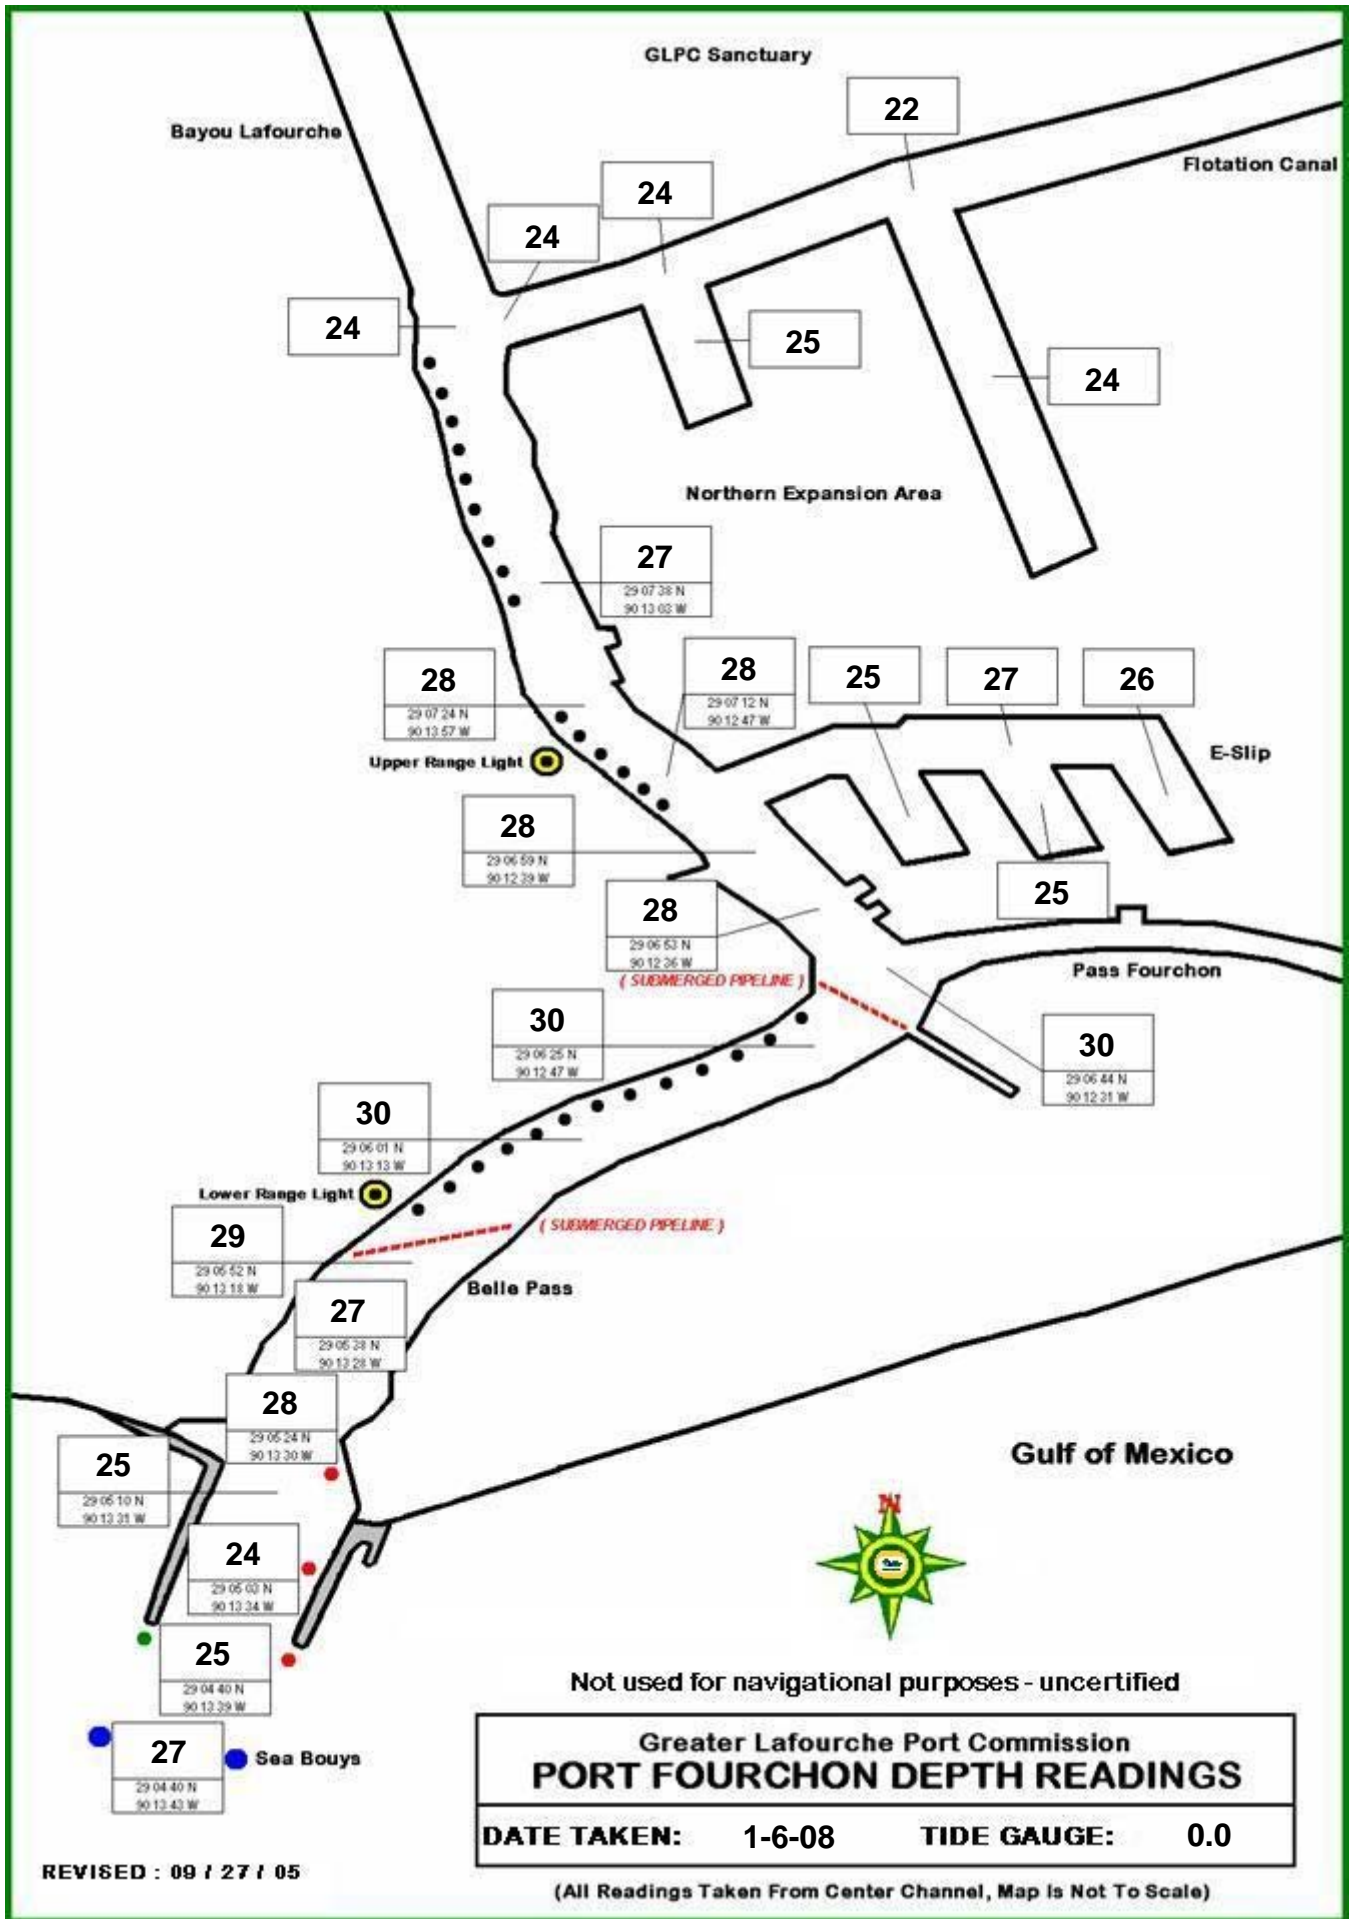 GLPC Sanctuary
22
Bayou Lafourche
Flotation Canal
24
24
24
25
24
Northern Expansion Area
27
29 07 38 N
90 13 03 W
28
29 07 24 N
90 13 57 W
28
29 07 12 N
90 12 47 W
25
27
26
Upper Range Light
E-Slip
28
29 06 59 N
90 12 39 W
25
28
29 06 53 N
90 12 36 W
( SUBMERGED PIPELINE )
Pass Fourchon
30
29 06 25 N
90 12 47 W
30
29 06 44 N
90 12 31 W
30
29 06 01 N
90 13 13 W
Lower Range Light
29
29 05 52 N
90 13 18 W
( SUBMERGED PIPELINE )
Belle Pass
27
29 05 38 N
90 13 28 W
28
29 05 24 N
90 13 30 W
25
29 05 10 N
90 13 31 W
Gulf of Mexico
N
24
29 05 03 N
90 13 34 W
25
29 04 40 N
90 13 39 W
27
29 04 40 N
90 13 43 W
Sea Bouys
Not used for navigational purposes - uncertified
Greater Lafourche Port Commission
PORT FOURCHON DEPTH READINGS
DATE TAKEN: 1-6-08 TIDE GAUGE: 0.0
REVISED : 09 / 27 / 05
(All Readings Taken From Center Channel, Map Is Not To Scale)